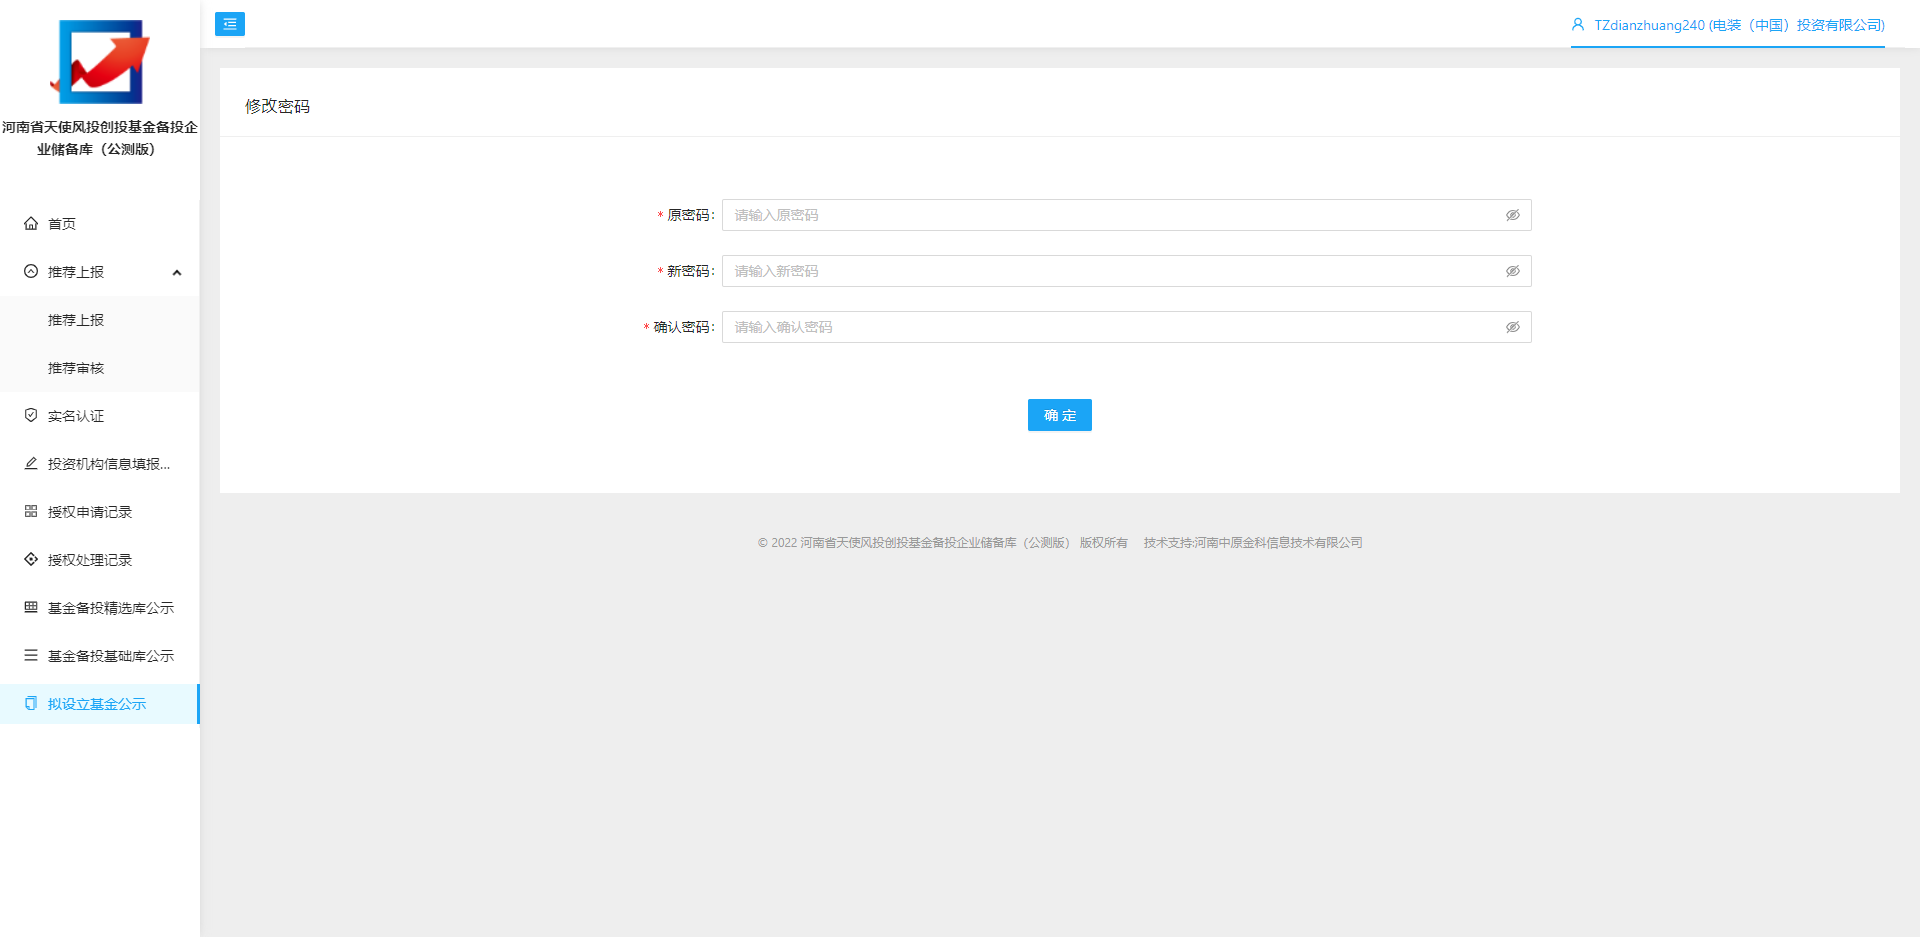 河南省天使风投创投基金备投企
业储备库（公测版）
首页
推荐上报
推荐上报
推荐审核
实名认证
投资机构信息填报...
授权申请记录
授权处理记录
基金备投精选库公示
基金备投基础库公示
拟设立基金公示
TZdianzhuang240 (电装（中国）投资有限公司)
修改密码
* 原密码： 请输入原密码
* 新密码： 请输入新密码
* 确认密码： 请输入确认密码
确 定
© 2022 河南省天使风投创投基金备投企业储备库（公测版） 版权所有 技术支持:河南中原金科信息技术有限公司